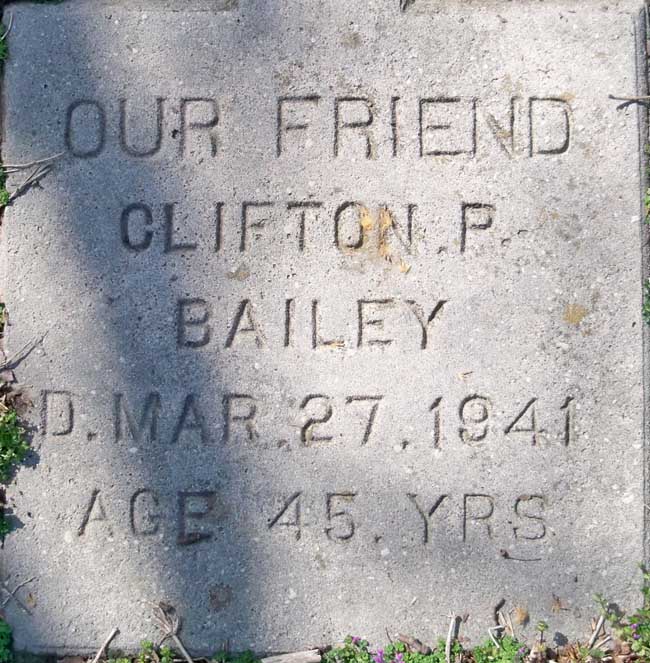 OUR FRIEND
CLIFTON.P.
BAILEY
D.MAR.27.1941
AGE 45.YRS